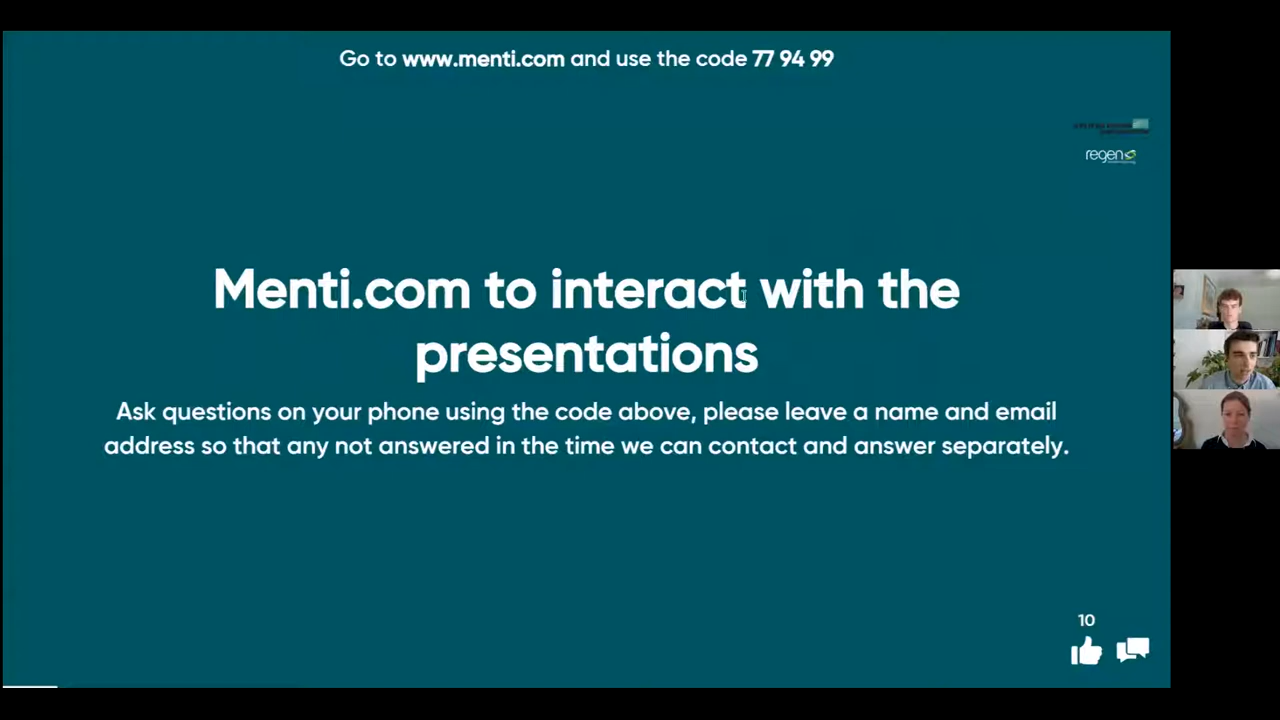 Go to www.menti.com and use the code 77 94 99
regen
Menti.com to interact with the
presentations
Ask questions on your phone using the code above, please leave a name and email
address so that any not answered in the time we can contact and answer separately.
10